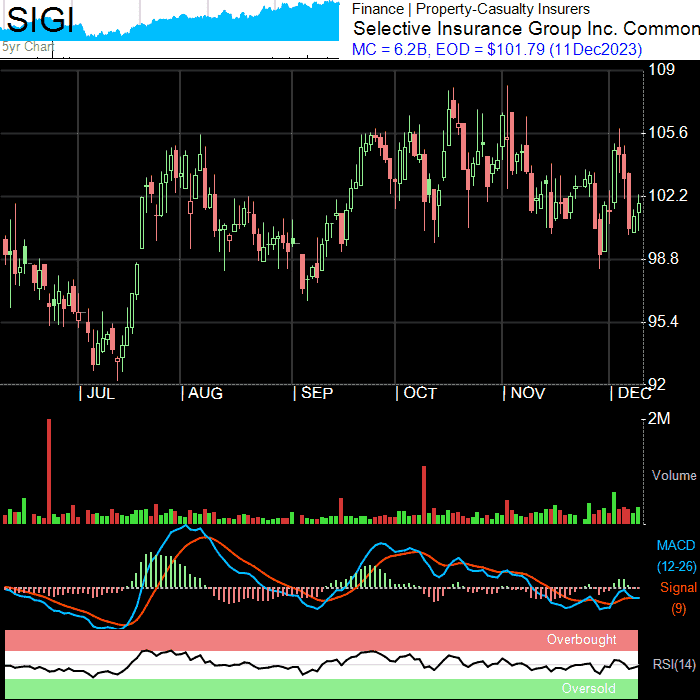 SIGI
5yr Chart
Finance | Property-Casualty Insurers
Selective Insurance Group Inc. Common
MC = 6.2B, EOD = $101.79 (11Dec2023)
109
105.6
102.2
98.8
95.4
92
| JUL
| AUG
| SEP
| OCT
| NOV
| DEC
2M
Volume
MACD
(12-26)
Signal
(9)
Overbought
RSI(14)
Oversold